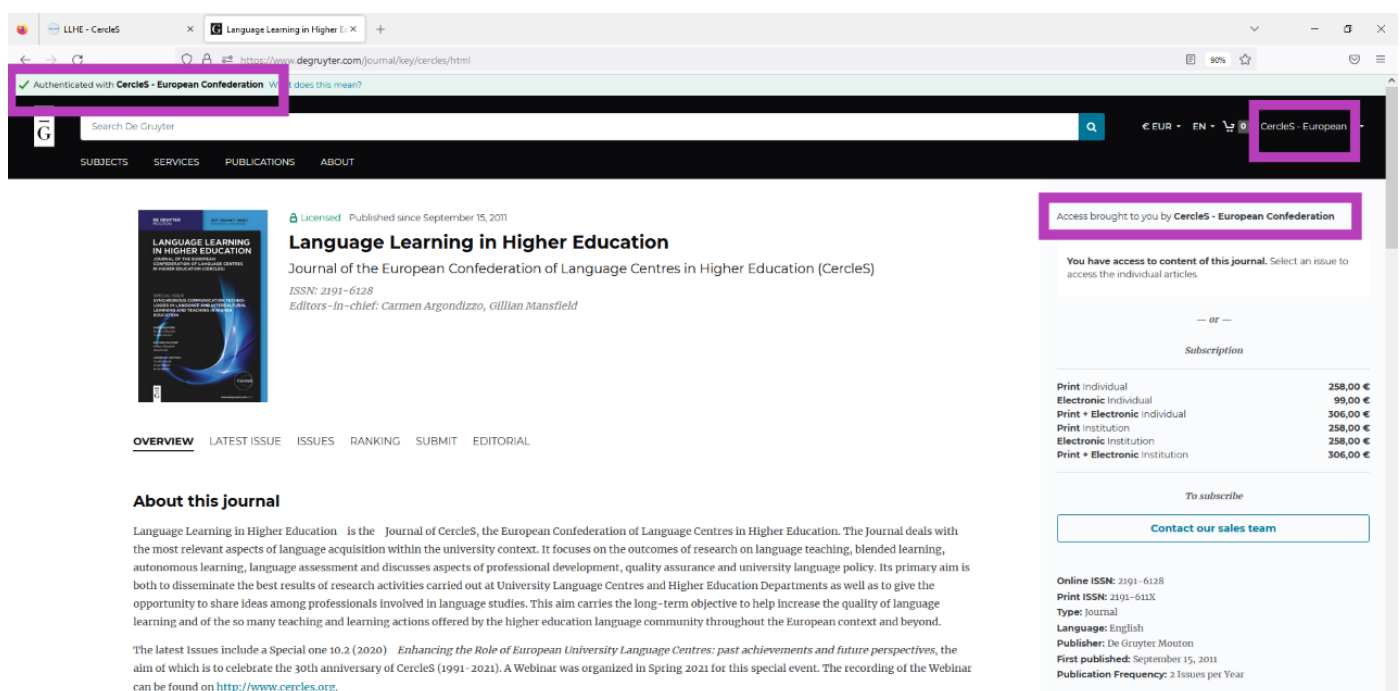 LLHE - CercleS
Language Learning in Higher Ec
https://www.degruyter.com/journal/key/cercles/html
90%
Authenticated with CercleS - European Confederation What does this mean?
G
Search De Gruyter
€ EUR EN 0 CercleS - European
SUBJECTS SERVICES PUBLICATIONS ABOUT
DE GRUYTER
MOUTON
LANGUAGE LEARNING
IN HIGHER EDUCATION
JOURNAL OF THE EUROPEAN
CONFEDERATION OF LANGUAGE CENTRES
IN HIGHER EDUCATION (CERCLES)
SPECIAL ISSUE
G
Licensed Published since September 15, 2011
Language Learning in Higher Education
Journal of the European Confederation of Language Centres in Higher Education (CercleS)
ISSN: 2191-6128
Editors-in-chief: Carmen Argondizzo, Gillian Mansfield
OVERVIEW LATEST ISSUE ISSUES RANKING SUBMIT EDITORIAL
About this journal
Language Learning in Higher Education is the Journal of CercleS, the European Confederation of Language Centres in Higher Education. The Journal deals with
the most relevant aspects of language acquisition within the university context. It focuses on the outcomes of research on language teaching, blended learning,
autonomous learning, language assessment and discusses aspects of professional development, quality assurance and university language policy. Its primary aim is
both to disseminate the best results of research activities carried out at University Language Centres and Higher Education Departments as well as to give the
opportunity to share ideas among professionals involved in language studies. This aim carries the long-term objective to help increase the quality of language
learning and of the so many teaching and learning actions offered by the higher education language community throughout the European context and beyond.
The latest Issues include a Special one 10.2 (2020) Enhancing the Role of European University Language Centres: past achievements and future perspectives, the
aim of which is to celebrate the 30th anniversary of CercleS (1991-2021). A Webinar was organized in Spring 2021 for this special event. The recording of the Webinar
can be found on http://www.cercles.org.
Access brought to you by CercleS - European Confederation
You have access to content of this journal. Select an issue to
access the individual articles.
— or —
Subscription
Print Individual 258,00 €
Electronic Individual 99,00 €
Print + Electronic Individual 306,00 €
Print Institution 258,00 €
Electronic Institution 258,00 €
Print + Electronic Institution 306,00 €
To subscribe
Contact our sales team
Online ISSN: 2191-6128
Print ISSN: 2191-611X
Type: Journal
Language: English
Publisher: De Gruyter Mouton
First published: September 15, 2011
Publication Frequency: 2 Issues per Year